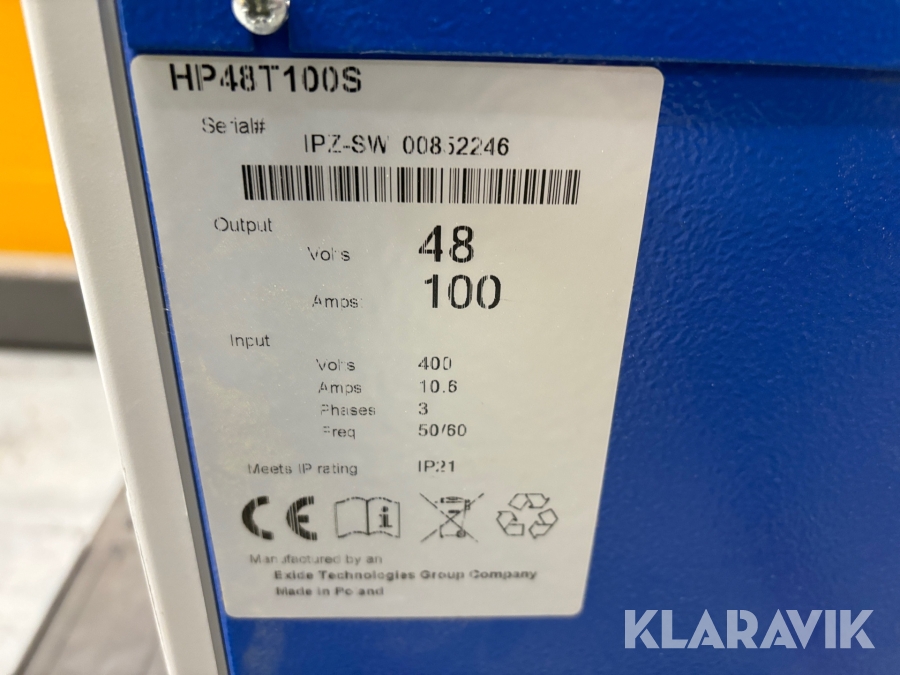 HP48T100S
Serial#
IPZ-SW 00852246
Output
Volts 48
Amps 100
Input
Volts 400
Amps 10.6
Phases 3
Freq 50/60
Meets IP rating IP21
CE
Manufactured by an
Exide Technologies Group Company
Made in Poland
KLARAVIK